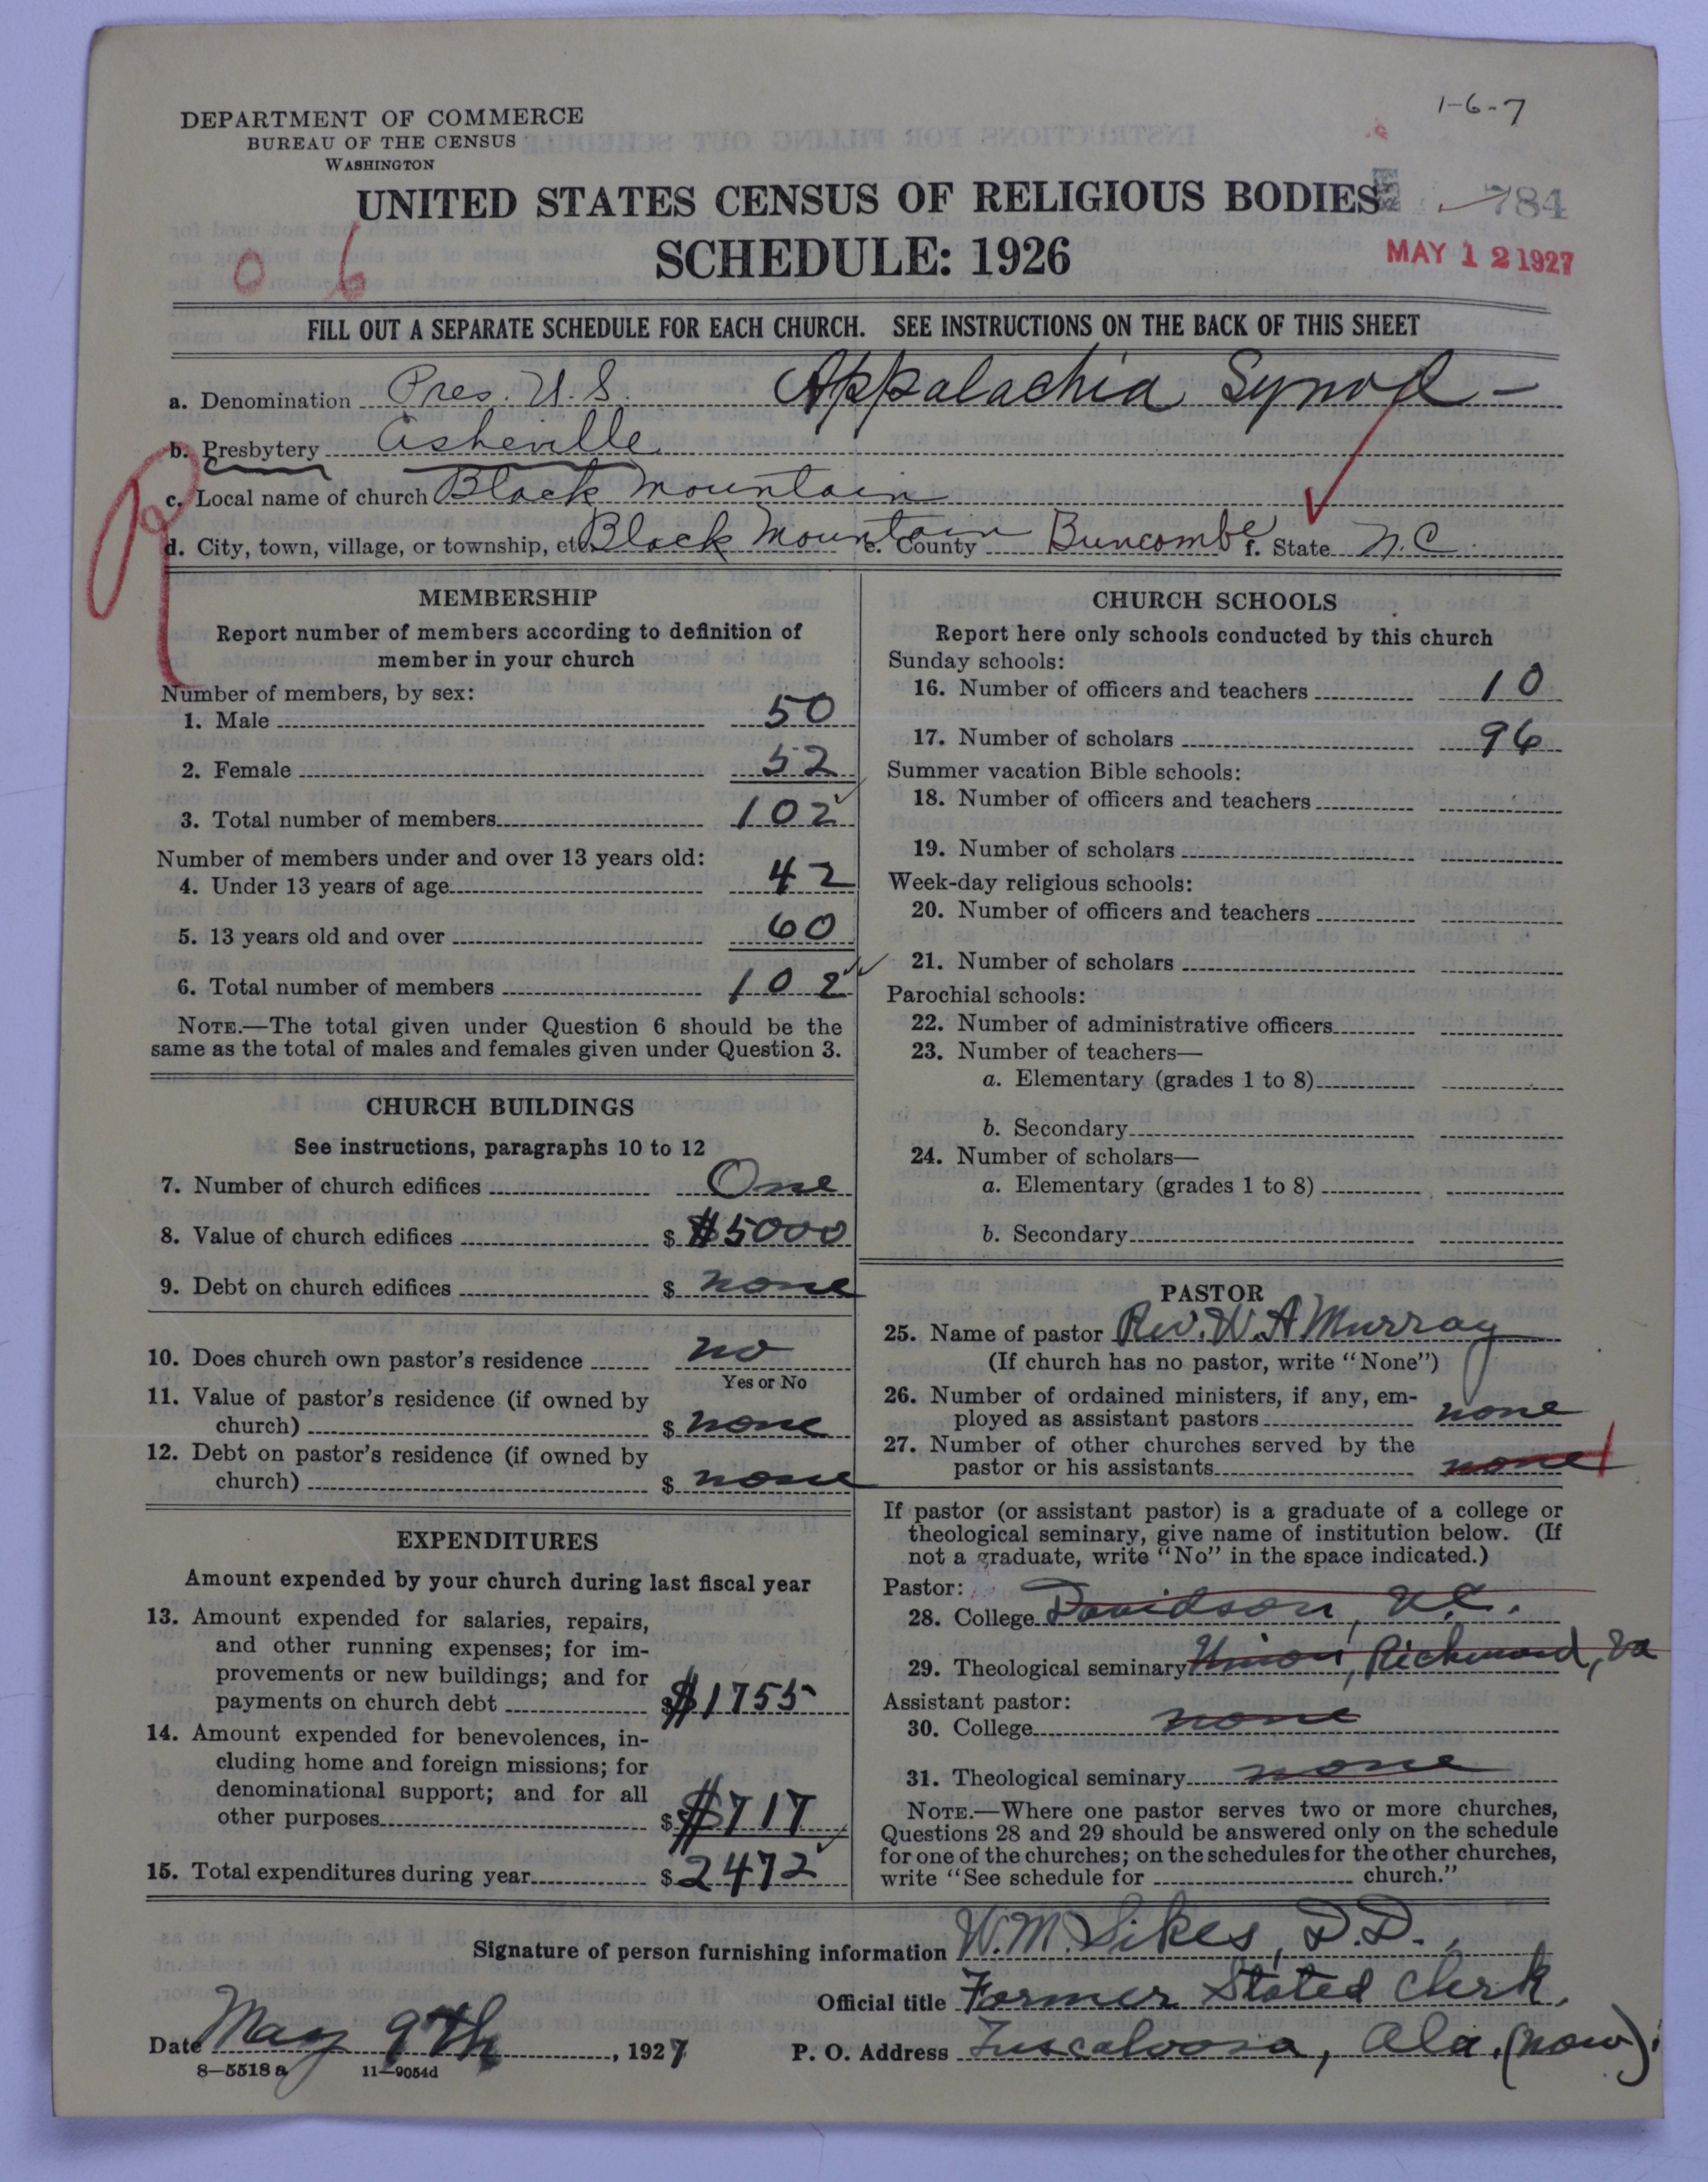 1-6-7
DEPARTMENT OF COMMERCE
BUREAU OF THE CENSUS
WASHINGTON
UNITED STATES CENSUS OF RELIGIOUS BODIES
784
SCHEDULE: 1926
MAY 12 1927
0 6
FILL OUT A SEPARATE SCHEDULE FOR EACH CHURCH. SEE INSTRUCTIONS ON THE BACK OF THIS SHEET
a. Denomination Pres. U.S. Appalachia Synod -
b. Presbytery Asheville
c. Local name of church Black Mountain
d. City, town, village, or township, etc. Black Mountain e. County Buncombe f. State N.C.
MEMBERSHIP
Report number of members according to definition of
member in your church
Number of members, by sex:
1. Male 50
2. Female 52
3. Total number of members 102
Number of members under and over 13 years old:
4. Under 13 years of age 42
5. 13 years old and over 60
6. Total number of members 102
NOTE.—The total given under Question 6 should be the
same as the total of males and females given under Question 3.
CHURCH BUILDINGS
See instructions, paragraphs 10 to 12
7. Number of church edifices One
8. Value of church edifices $ $5000
9. Debt on church edifices $ none
10. Does church own pastor's residence no
Yes or No
11. Value of pastor's residence (if owned by
church) $ none
12. Debt on pastor's residence (if owned by
church) $ none
EXPENDITURES
Amount expended by your church during last fiscal year
13. Amount expended for salaries, repairs,
and other running expenses; for im-
provements or new buildings; and for
payments on church debt $ $1755
14. Amount expended for benevolences, in-
cluding home and foreign missions; for
denominational support; and for all
other purposes $ $717
15. Total expenditures during year $ 2472
CHURCH SCHOOLS
Report here only schools conducted by this church
Sunday schools:
16. Number of officers and teachers 10
17. Number of scholars 96
Summer vacation Bible schools:
18. Number of officers and teachers
19. Number of scholars
Week-day religious schools:
20. Number of officers and teachers
21. Number of scholars
Parochial schools:
22. Number of administrative officers
23. Number of teachers—
a. Elementary (grades 1 to 8)
b. Secondary
24. Number of scholars—
a. Elementary (grades 1 to 8)
b. Secondary
PASTOR
25. Name of pastor Rev. W. A Murray
(If church has no pastor, write "None")
26. Number of ordained ministers, if any, em-
ployed as assistant pastors none
27. Number of other churches served by the
pastor or his assistants none 1
If pastor (or assistant pastor) is a graduate of a college or
theological seminary, give name of institution below. (If
not a graduate, write "No" in the space indicated.)
Pastor:
28. College Davidson, N.C.
29. Theological seminary Union, Richmond, Va
Assistant pastor:
30. College none
31. Theological seminary none
NOTE.—Where one pastor serves two or more churches,
Questions 28 and 29 should be answered only on the schedule
for one of the churches; on the schedules for the other churches,
write "See schedule for church."
Signature of person furnishing information W. M. Sikes, D.D.,
Official title Former Stated Clerk,
Date May 9th, 1927 P. O. Address Tuscaloosa, Ala. (now).
8-5518 a 11-9054d